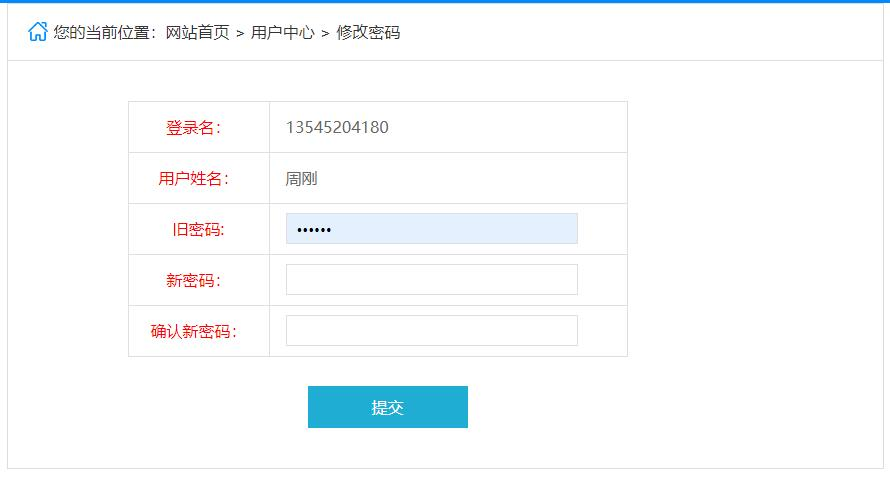 您的当前位置：网站首页 > 用户中心 > 修改密码
登录名： 13545204180
用户姓名： 周刚
旧密码: ••••••
新密码：
确认新密码：
提交